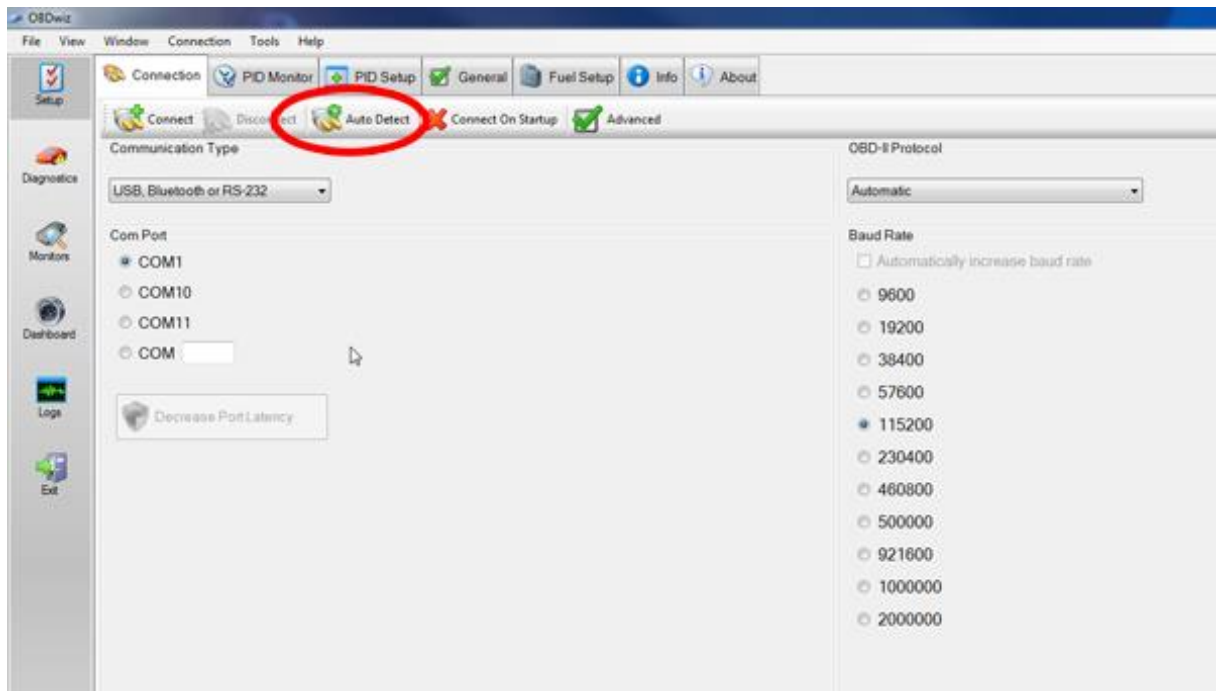 OBDwiz
File View Window Connection Tools Help
Setup
Diagnostics
Monitors
Dashboard
Logs
Exit
Connection PID Monitor PID Setup General Fuel Setup Info About
Connect Disconnect Auto Detect Connect On Startup Advanced
Communication Type
USB, Bluetooth or RS-232
Com Port
COM1
COM10
COM11
COM
Decrease Port Latency
OBD-II Protocol
Automatic
Baud Rate
Automatically increase baud rate
9600
19200
38400
57600
115200
230400
460800
500000
921600
1000000
2000000